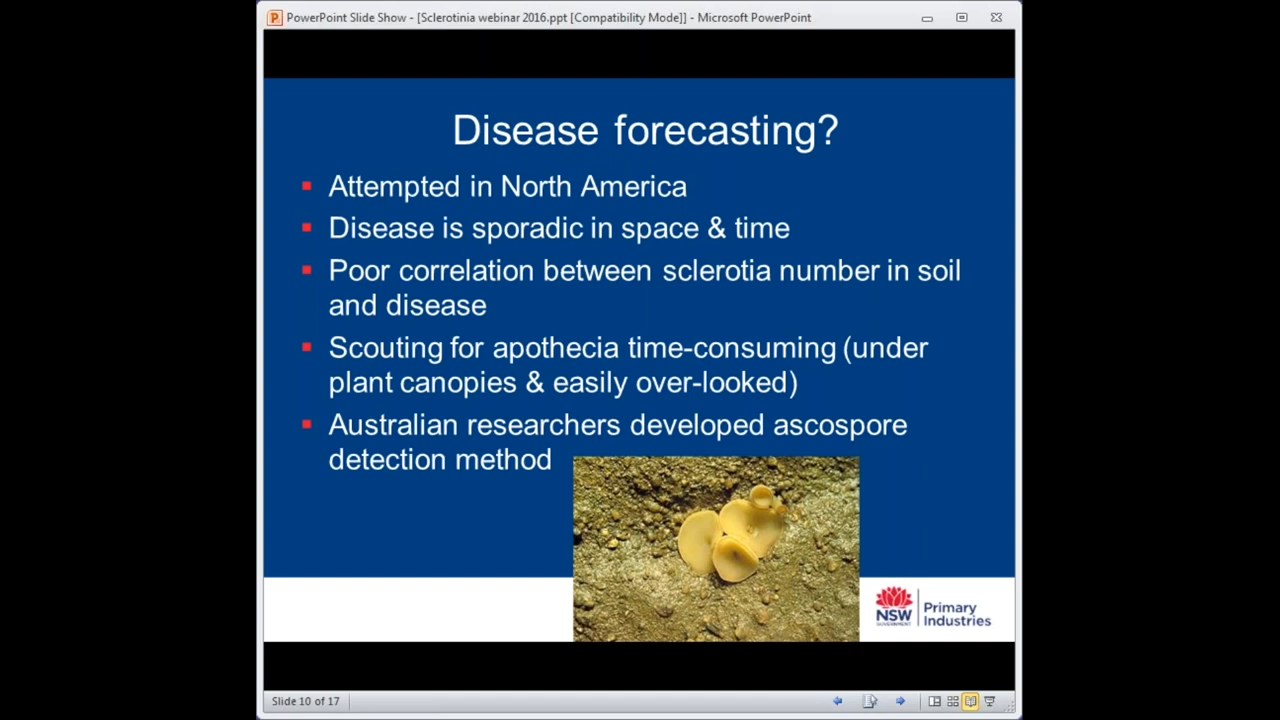 PowerPoint Slide Show - [Sclerotinia webinar 2016.ppt [Compatibility Mode]] - Microsoft PowerPoint
Disease forecasting?
Attempted in North America
Disease is sporadic in space & time
Poor correlation between sclerotia number in soil
and disease
Scouting for apothecia time-consuming (under
plant canopies & easily over-looked)
Australian researchers developed ascospore
detection method
NSW
GOVERNMENT
Primary
Industries
Slide 10 of 17